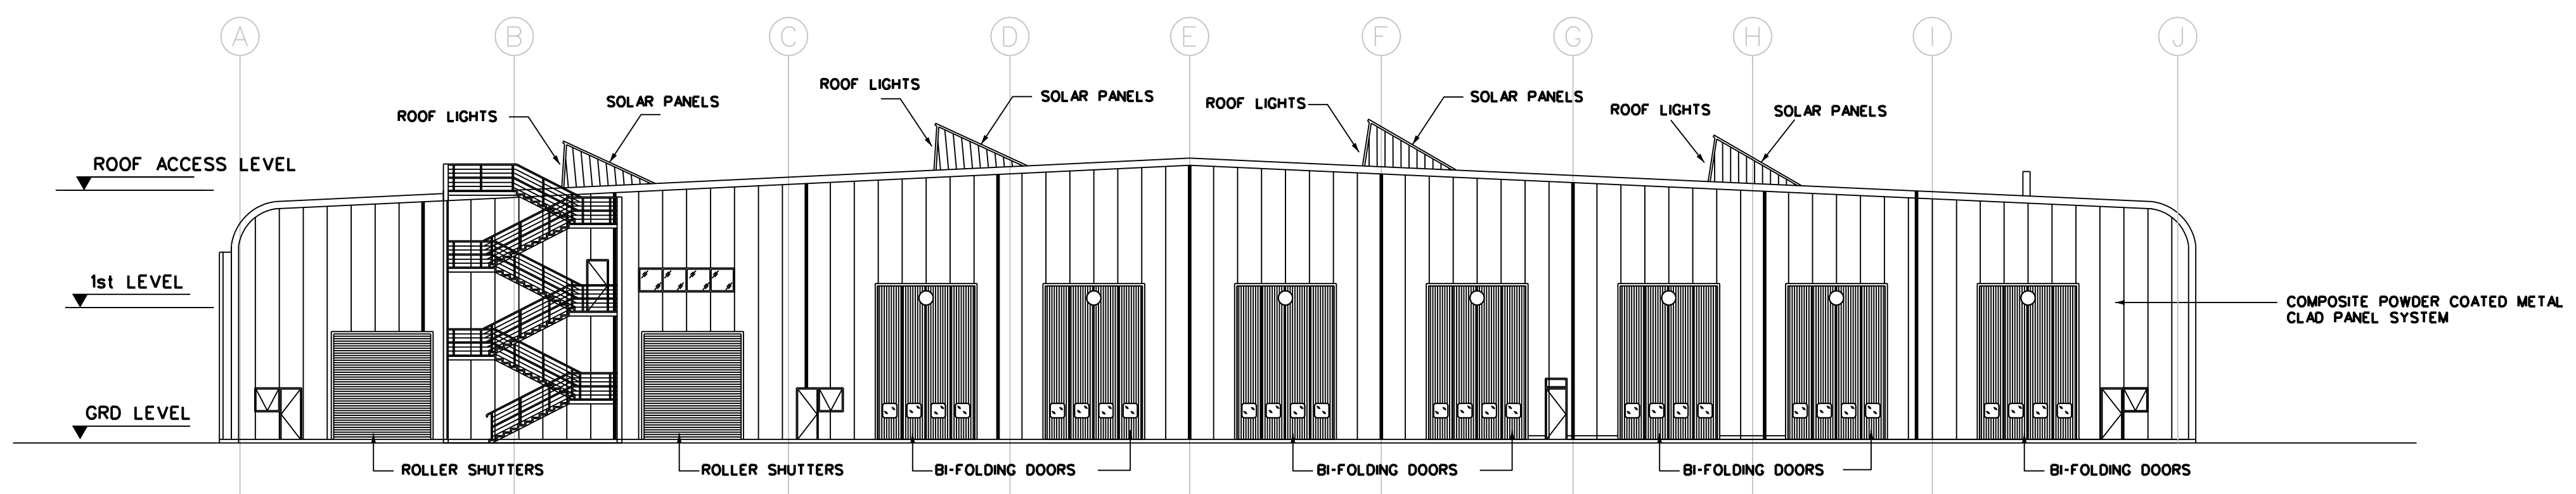 A B C D E F G H I J
ROOF LIGHTS
SOLAR PANELS
ROOF LIGHTS
SOLAR PANELS
ROOF LIGHTS
SOLAR PANELS
ROOF LIGHTS
SOLAR PANELS
ROOF ACCESS LEVEL
1st LEVEL
COMPOSITE POWDER COATED METAL
CLAD PANEL SYSTEM
GRD LEVEL
ROLLER SHUTTERS
ROLLER SHUTTERS
BI-FOLDING DOORS
BI-FOLDING DOORS
BI-FOLDING DOORS
BI-FOLDING DOORS